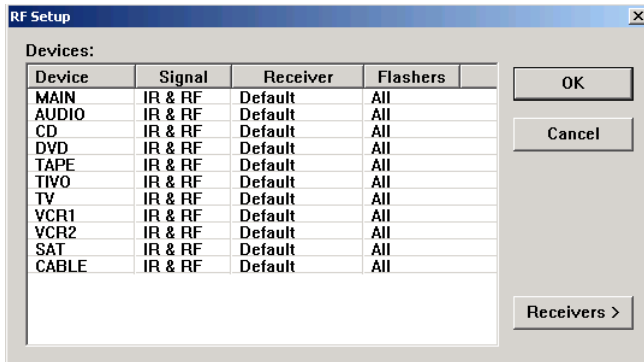 RF Setup
Devices:
Device Signal Receiver Flashers
MAIN IR & RF Default All
AUDIO IR & RF Default All
CD IR & RF Default All
DVD IR & RF Default All
TAPE IR & RF Default All
TIVO IR & RF Default All
TV IR & RF Default All
VCR1 IR & RF Default All
VCR2 IR & RF Default All
SAT IR & RF Default All
CABLE IR & RF Default All
OK
Cancel
Receivers >